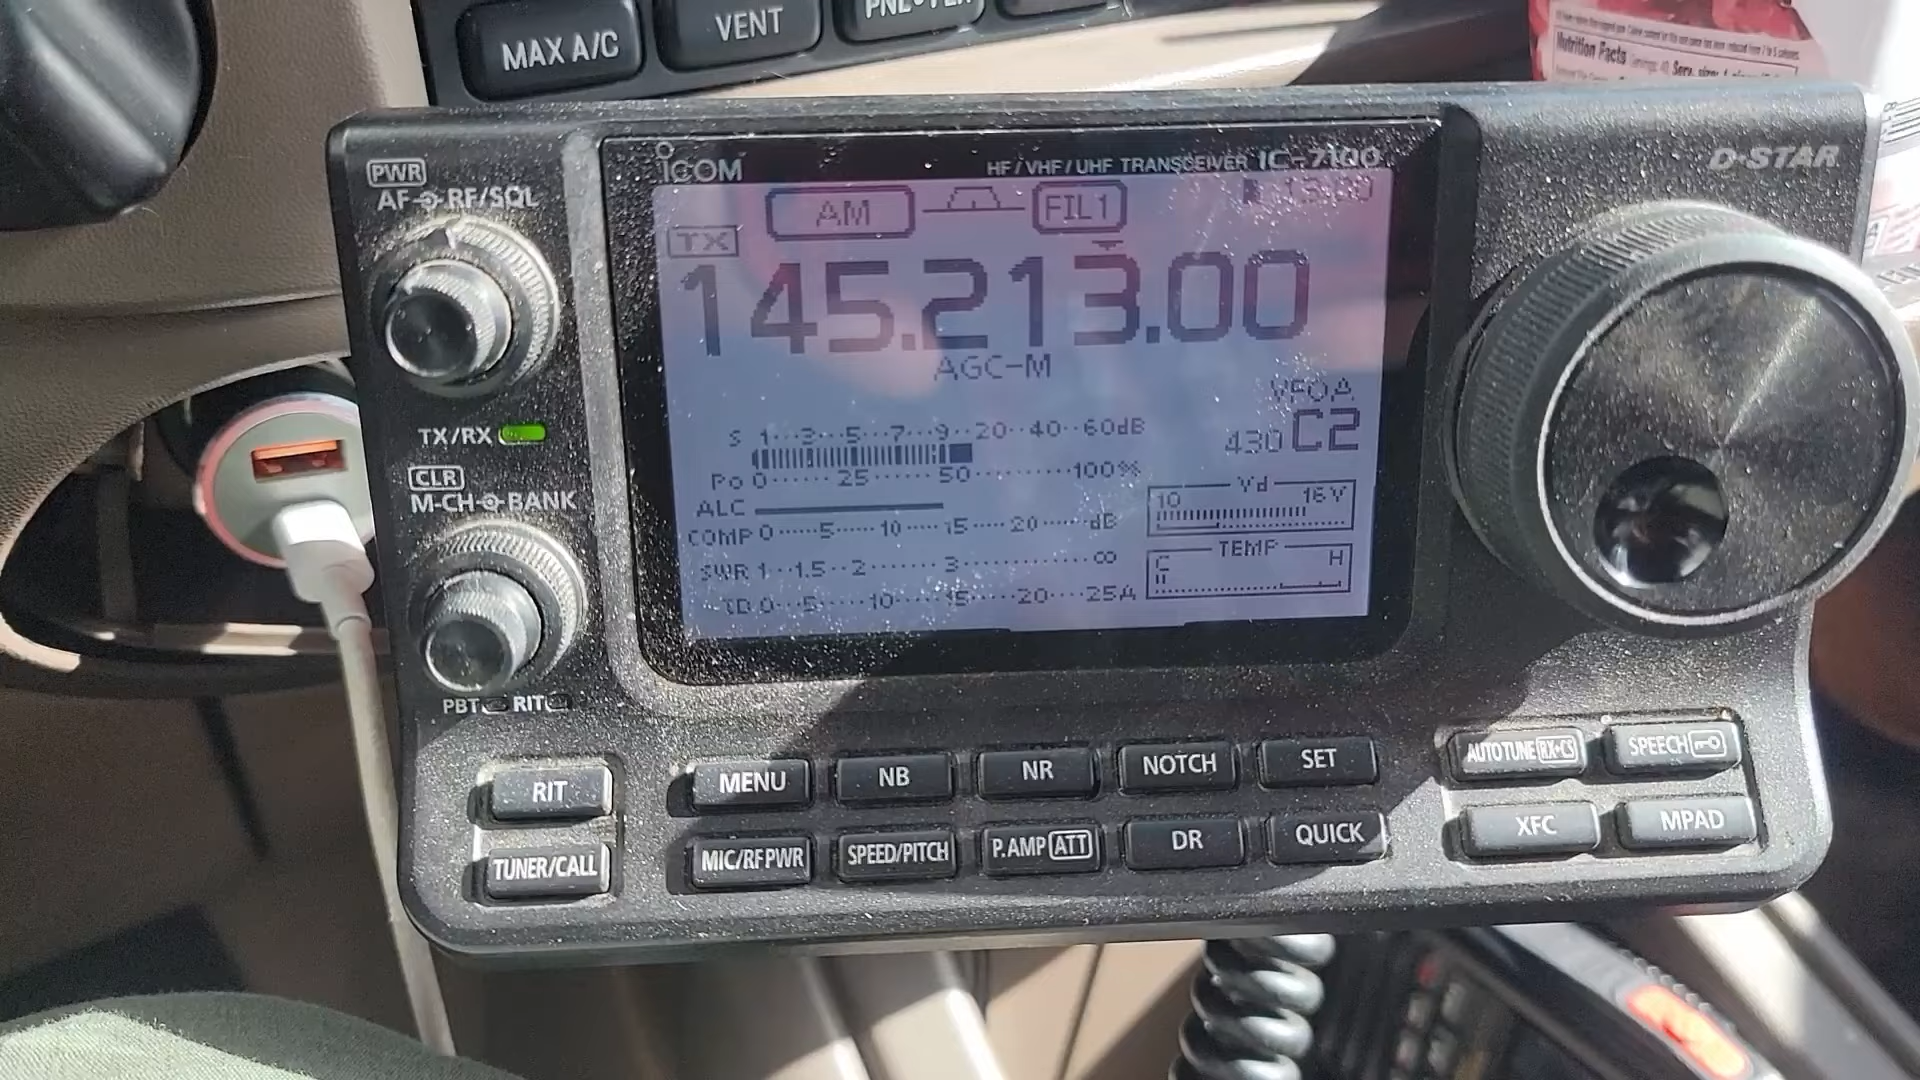 MAX A/C
VENT
Nutrition Facts
PWR
AF RF/SQL
ICOM
HF/VHF/UHF TRANSCEIVER IC-7100
D-STAR
AM
FIL1
TX
145.213.00
AGC-M
VFOA
430 C2
S 1 3 5 7 9 20 40 60dB
Po 0 25 50 100%
ALC
COMP 0 5 10 15 20 dB
SWR 1 1.5 2 3 ∞
ID 0 5 10 15 20 25A
Vd
10 16V
TEMP
C H
TX/RX
CLR
M-CH BANK
PBT RIT
RIT
MENU
NB
NR
NOTCH
SET
AUTOTUNE RX→CS
SPEECH
TUNER/CALL
MIC/RF PWR
SPEED/PITCH
P.AMP ATT
DR
QUICK
XFC
MPAD